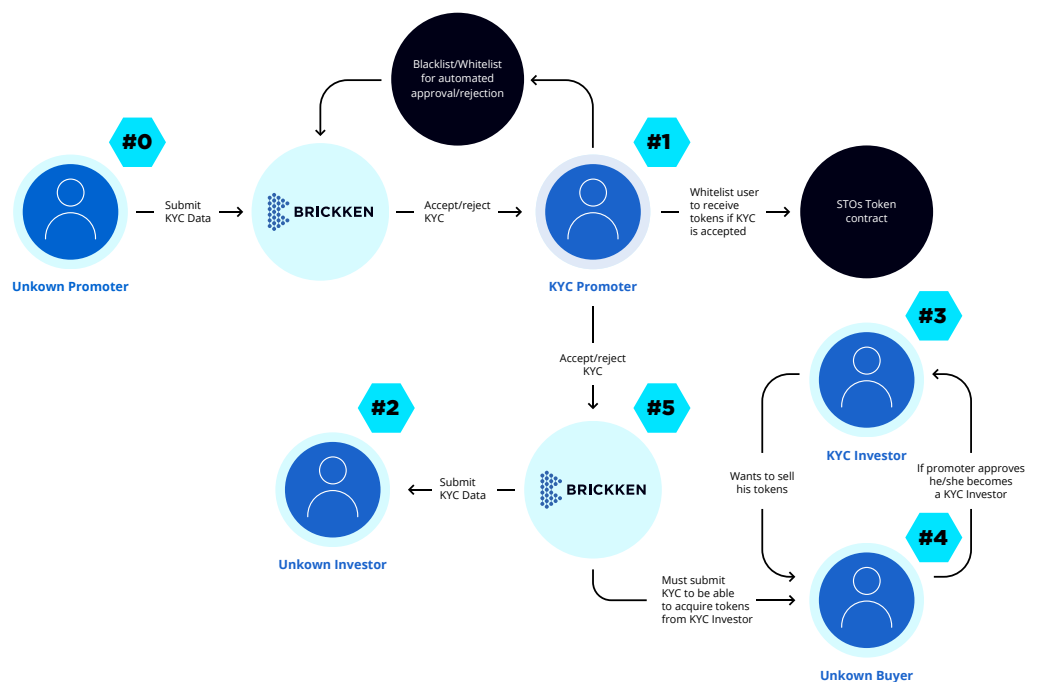 Blacklist/Whitelist
for automated
approval/rejection
#0
#1
Submit
KYC Data
BRICKKEN
Accept/reject
KYC
Whitelist user
to receive
tokens if KYC
is accepted
STOs Token
contract
Unkown Promoter
KYC Promoter
#3
Accept/reject
KYC
#2
#5
KYC Investor
Submit
KYC Data
BRICKKEN
Wants to sell
his tokens
If promoter approves
he/she becomes
a KYC Investor
#4
Unkown Investor
Must submit
KYC to be able
to acquire tokens
from KYC Investor
Unkown Buyer